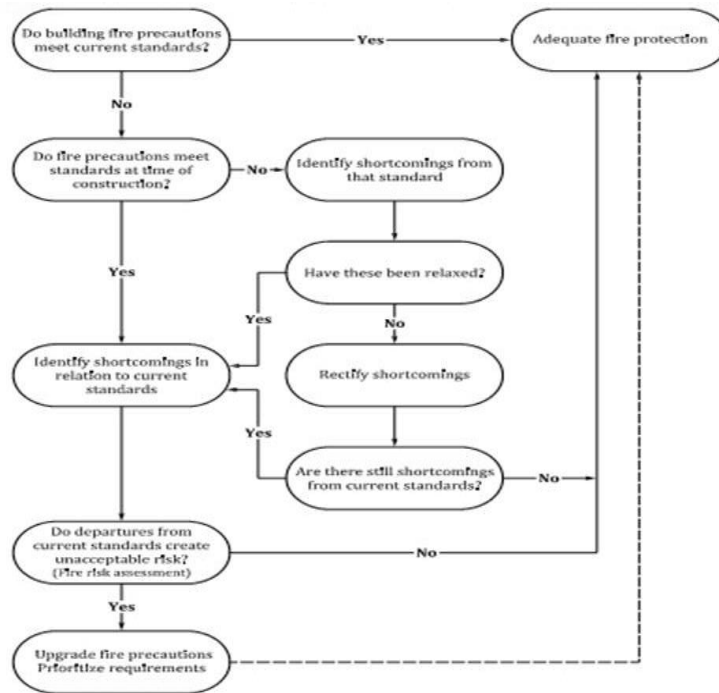 Do building fire precautions
meet current standards?
Yes
Adequate fire protection
No
Do fire precautions meet
standards at time of
construction?
No
Identify shortcomings from
that standard
Yes
Have these been relaxed?
Yes
No
Identify shortcomings in
relation to current
standards
Rectify shortcomings
Yes
Are there still shortcomings
from current standards?
No
Do departures from
current standards create
unacceptable risk?
(Fire risk assessment)
No
Yes
Upgrade fire precautions
Prioritize requirements